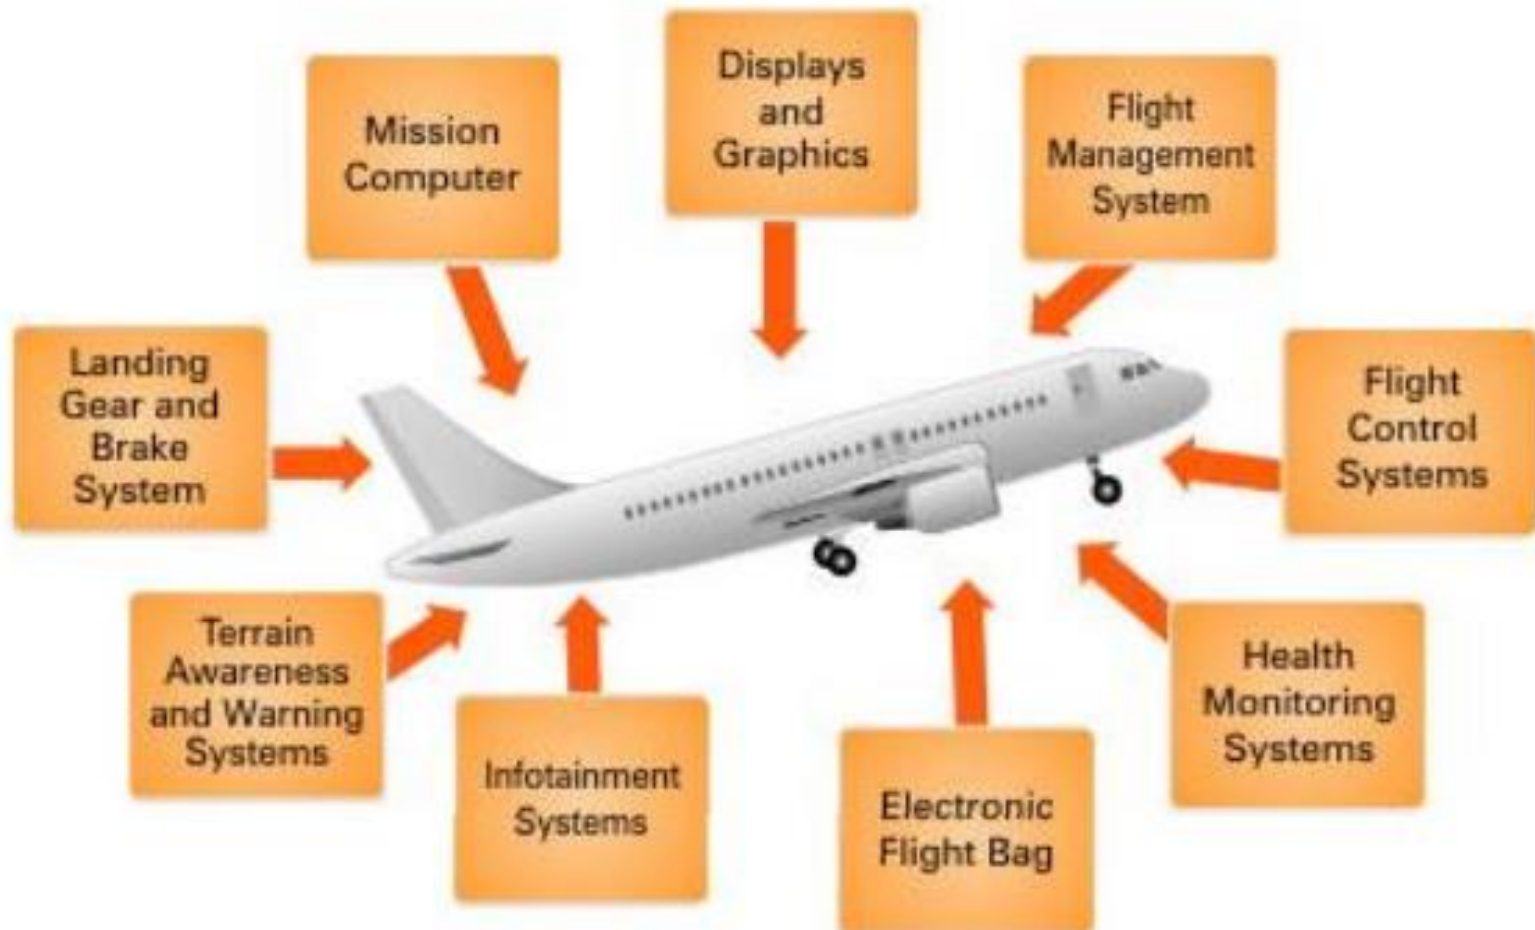 Mission
Computer
Displays
and
Graphics
Flight
Management
System
Landing
Gear and
Brake
System
Flight
Control
Systems
Terrain
Awareness
and Warning
Systems
Infotainment
Systems
Electronic
Flight Bag
Health
Monitoring
Systems